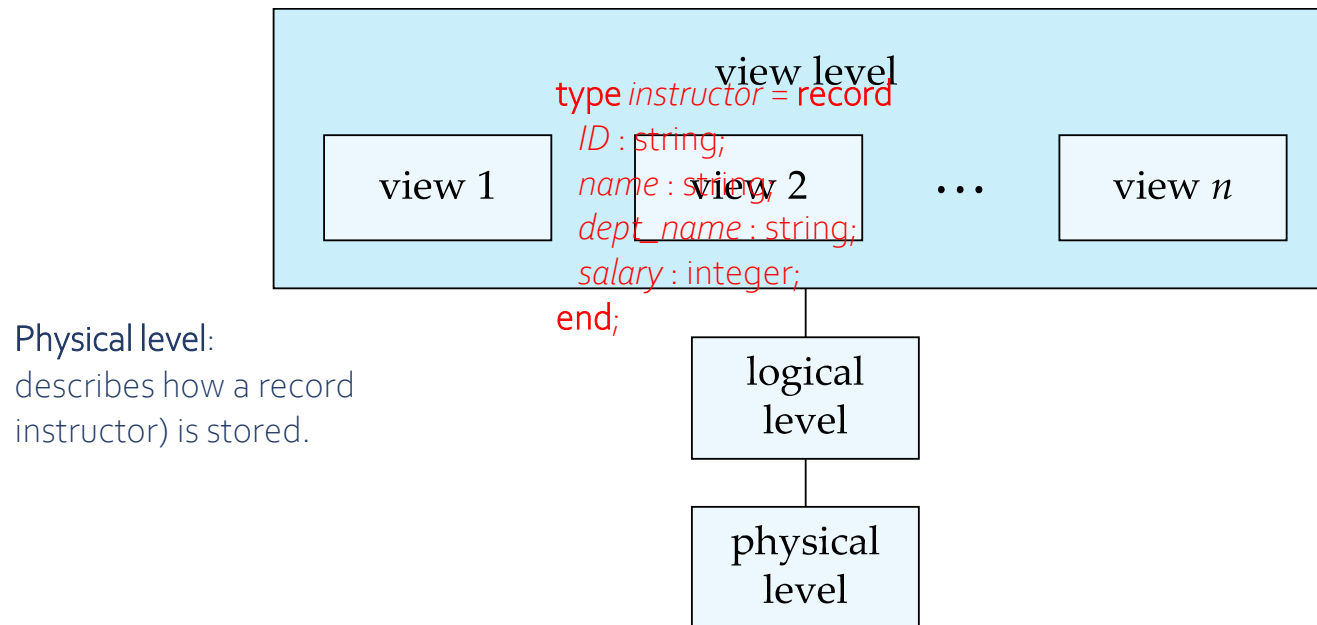 view level
type instructor = record
ID : string;
name : string;
dept_name : string;
salary : integer;
end;
view 1
view 2
...
view n
Physical level:
describes how a record
instructor) is stored.
logical
level
physical
level